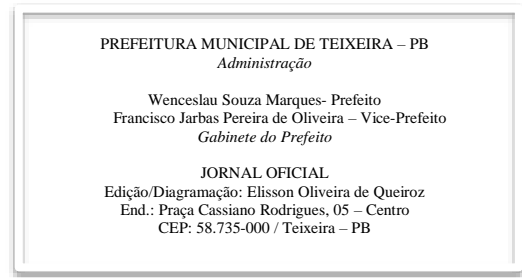 PREFEITURA MUNICIPAL DE TEIXEIRA – PB
Administração
Wenceslau Souza Marques- Prefeito
Francisco Jarbas Pereira de Oliveira – Vice-Prefeito
Gabinete do Prefeito
JORNAL OFICIAL
Edição/Diagramação: Elisson Oliveira de Queiroz
End.: Praça Cassiano Rodrigues, 05 – Centro
CEP: 58.735-000 / Teixeira – PB